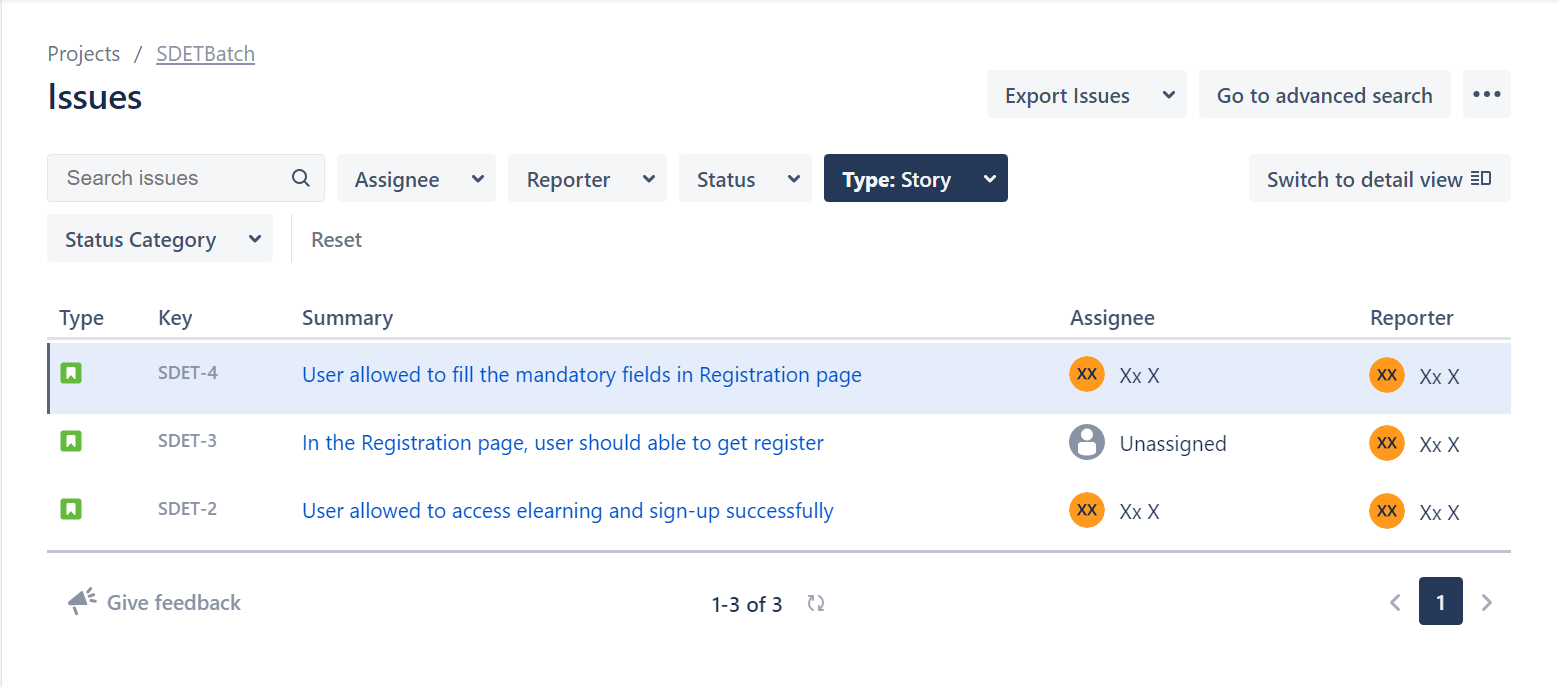 Projects / SDETBatch
Issues
Export Issues Go to advanced search •••
Search issues Assignee Reporter Status Type: Story Switch to detail view
Status Category Reset
Type Key Summary Assignee Reporter
SDET-4 User allowed to fill the mandatory fields in Registration page XX Xx X XX Xx X
SDET-3 In the Registration page, user should able to get register Unassigned XX Xx X
SDET-2 User allowed to access elearning and sign-up successfully XX Xx X XX Xx X
Give feedback 1-3 of 3 1